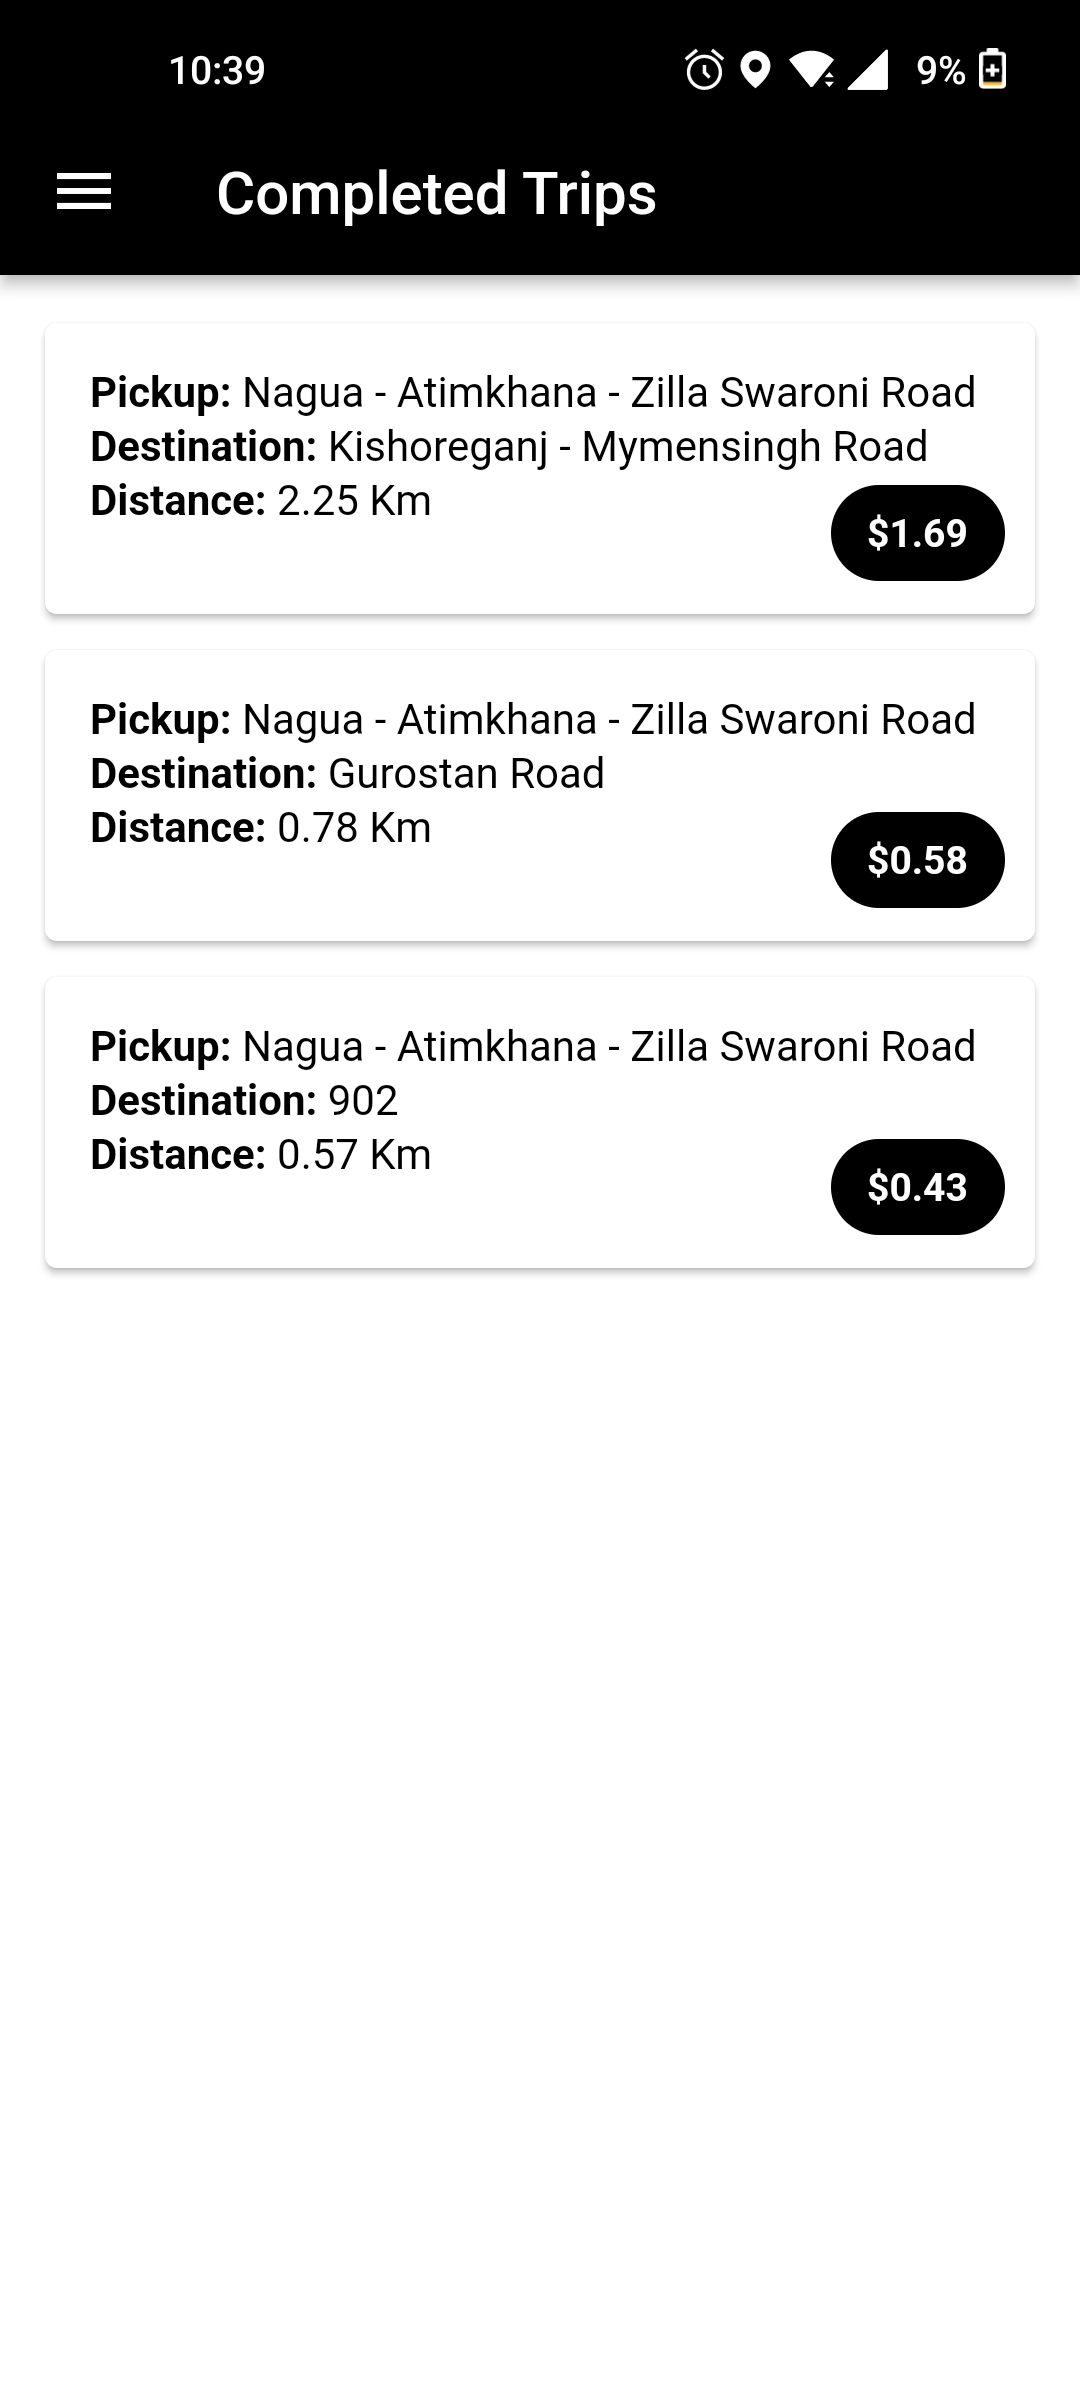 10:39 9%
Completed Trips
Pickup: Nagua - Atimkhana - Zilla Swaroni Road
Destination: Kishoreganj - Mymensingh Road
Distance: 2.25 Km
$1.69
Pickup: Nagua - Atimkhana - Zilla Swaroni Road
Destination: Gurostan Road
Distance: 0.78 Km
$0.58
Pickup: Nagua - Atimkhana - Zilla Swaroni Road
Destination: 902
Distance: 0.57 Km
$0.43